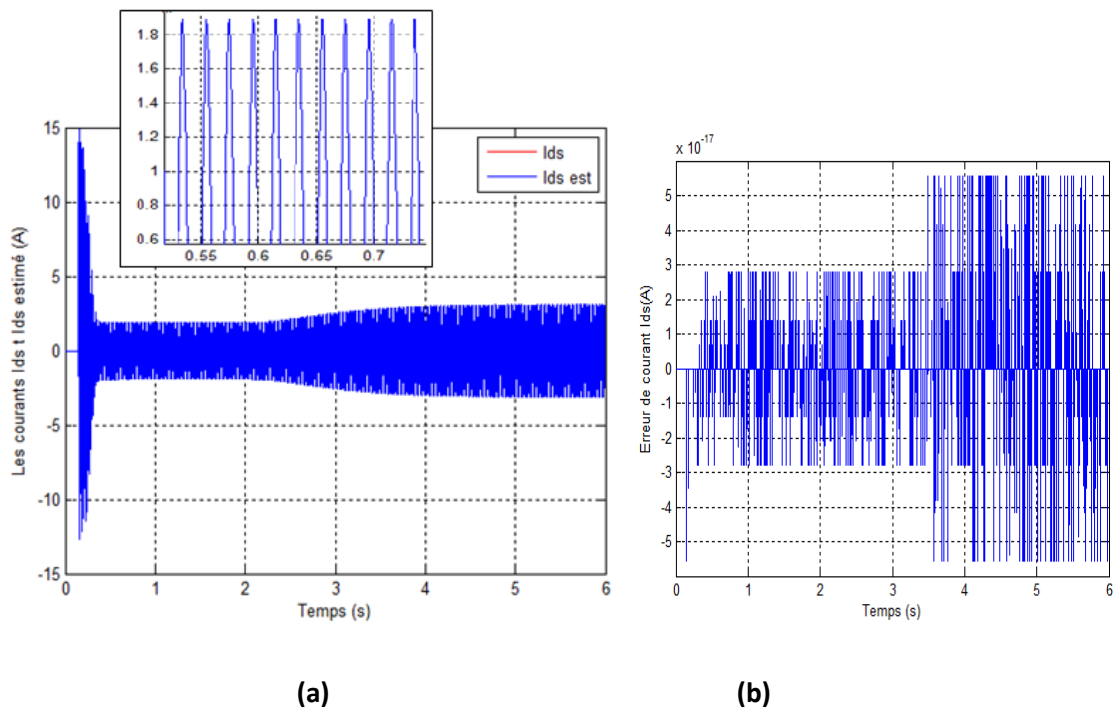 1.8
1.6
1.4
1.2
1
0.8
0.6
0.55 0.6 0.65 0.7
15
10
5
0
-5
-10
-15
0 1 2 3 4 5 6
Les courants Ids t Ids estimé (A)
Temps (s)
Ids
Ids est
(a)
x 10-17
5
4
3
2
1
0
-1
-2
-3
-4
-5
0 1 2 3 4 5 6
Erreur de courant Ids(A)
Temps (s)
(b)